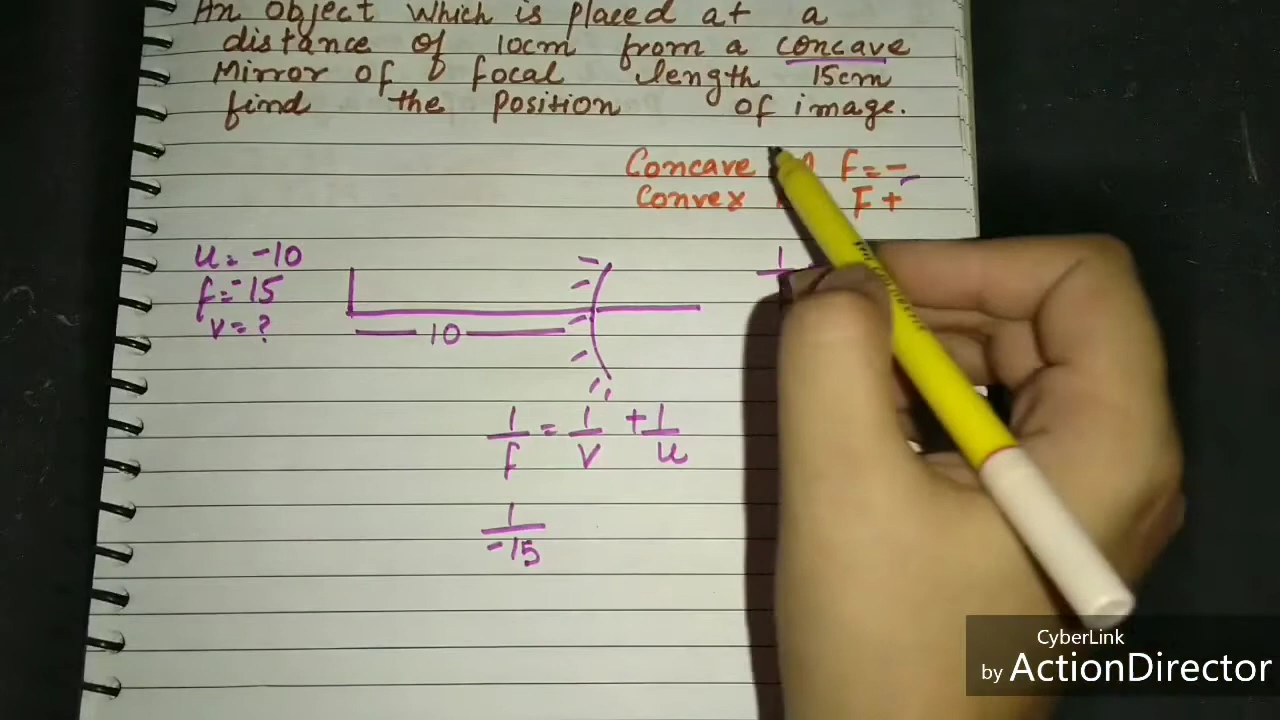 An object which is placed at a
distance of 10cm from a concave
Mirror of focal length 15cm
find the position of image.
Concave F = -
Convex F +
u = -10
f = -15
v = ?
10
1/f = 1/v + 1/u
1/-15
1
CyberLink
by ActionDirector